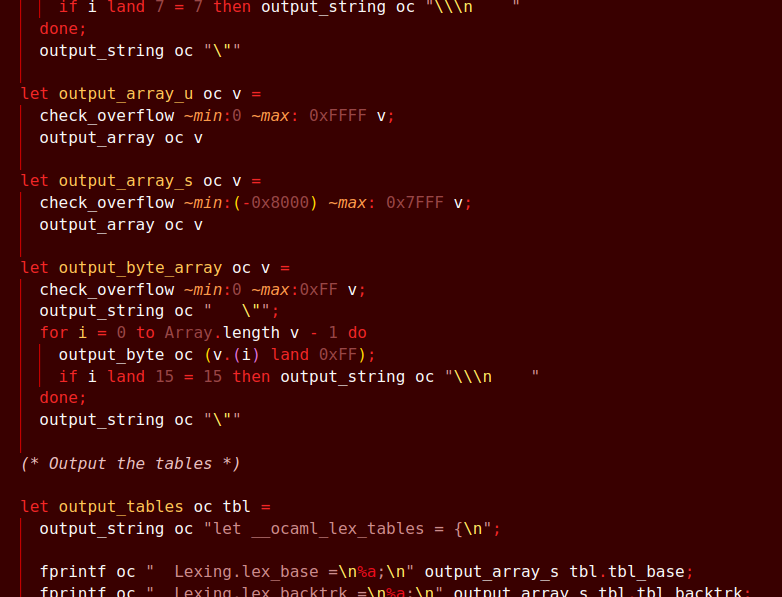 if i land 7 = 7 then output_string oc "\\\n    "
done;
output_string oc "\""
let output_array_u oc v =
check_overflow ~min:0 ~max: 0xFFFF v;
output_array oc v
let output_array_s oc v =
check_overflow ~min:(-0x8000) ~max: 0x7FFF v;
output_array oc v
let output_byte_array oc v =
check_overflow ~min:0 ~max:0xFF v;
output_string oc "   \"";
for i = 0 to Array.length v - 1 do
output_byte oc (v.(i) land 0xFF);
if i land 15 = 15 then output_string oc "\\\n    "
done;
output_string oc "\""
(* Output the tables *)
let output_tables oc tbl =
output_string oc "let __ocaml_lex_tables = {\n";
fprintf oc "  Lexing.lex_base =\n%a;\n" output_array_s tbl.tbl_base;
fprintf oc "  Lexing.lex_backtrk =\n%a;\n" output_array_s tbl.tbl_backtrk;